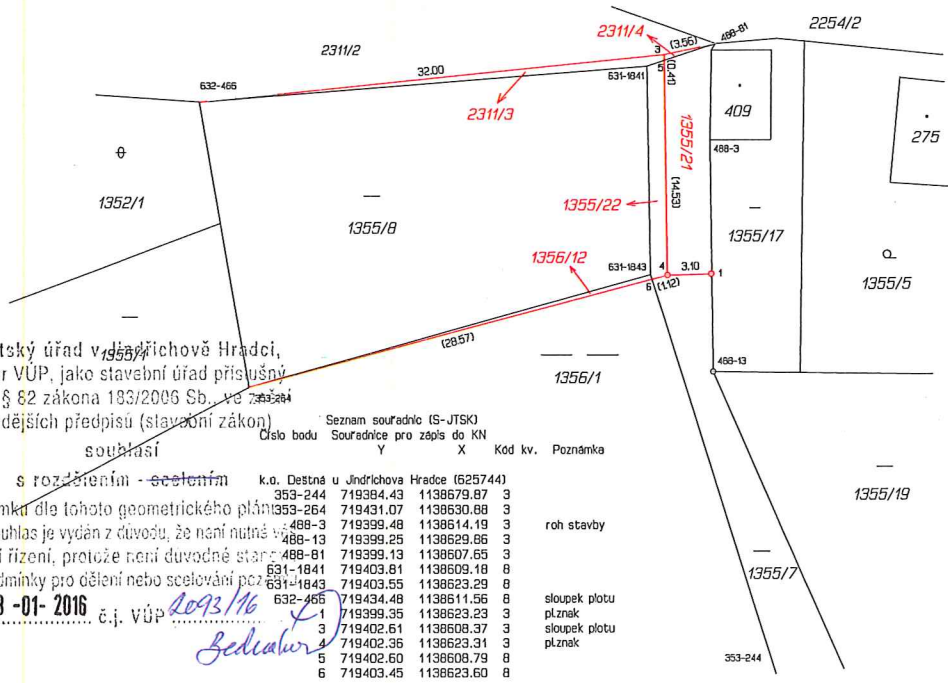 2254/2
2311/4
488-81
2311/2
3
(3.56)
32.00
5
(0.41)
631-1841
632-466
2311/3
409
275
1355/21
488-3
1352/1
(14.53)
1355/22
1355/8
1355/17
1356/12
1355/5
631-1843
4
3.10
1
6
(1.12)
(28.57)
488-13
1356/1
353-264
tský úřad v Jindřichově Hradci,
r VÚP, jako stavební úřad příslušný
§ 82 zákona 183/2006 Sb., ve znění
dějších předpisů (stavební zákon)
souhlasí
s rozdělením - scelením
mku dle tohoto geometrického plánu
uhlas je vydán z důvodu, že není nutné
í řízení, protože není důvodné
dmínky pro dělení nebo scelování
-01- 2016 č.j. VÚP 2093/16
Seznam souřadnic (S-JTSK)
Číslo bodu Souřadnice pro zápis do KN
Y X Kód kv. Poznámka
k.o. Deštná u Jindřichova Hradce (625744)
353-244 719384.43 1138679.87 3
353-264 719431.07 1138630.88 3
488-3 719399.48 1138614.19 3 roh stavby
488-13 719399.25 1138629.86 3
488-81 719399.13 1138607.65 3
631-1841 719403.81 1138609.18 8
631-1843 719403.55 1138623.29 8
632-466 719434.48 1138611.56 8 sloupek plotu
719399.35 1138623.23 3 pl.znak
3 719402.61 1138608.37 3 sloupek plotu
4 719402.36 1138623.31 3 pl.znak
5 719402.60 1138608.79 8
6 719403.45 1138623.60 8
1355/19
1355/7
353-244